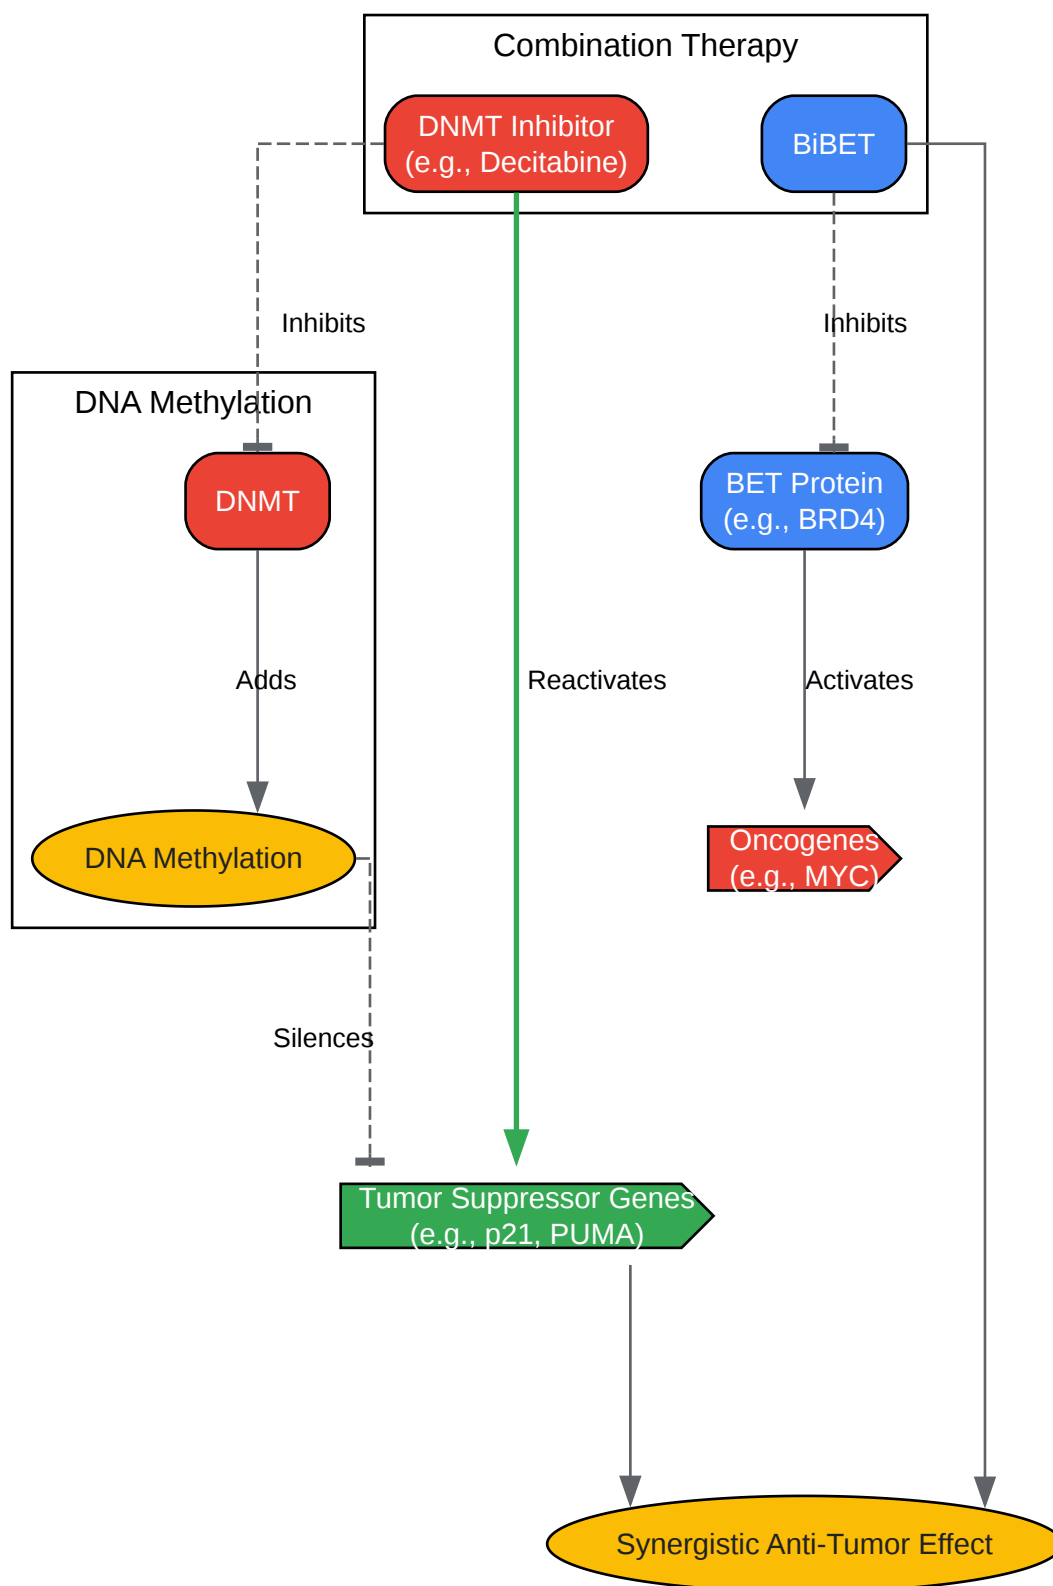 Combination Therapy
DNMT Inhibitor
(e.g., Decitabine)
BiBET
Inhibits
Inhibits
DNA Methylation
DNMT
BET Protein
(e.g., BRD4)
Adds
Reactivates
Activates
DNA Methylation
Oncogenes
(e.g., MYC)
Silences
Tumor Suppressor Genes
(e.g., p21, PUMA)
Synergistic Anti-Tumor Effect